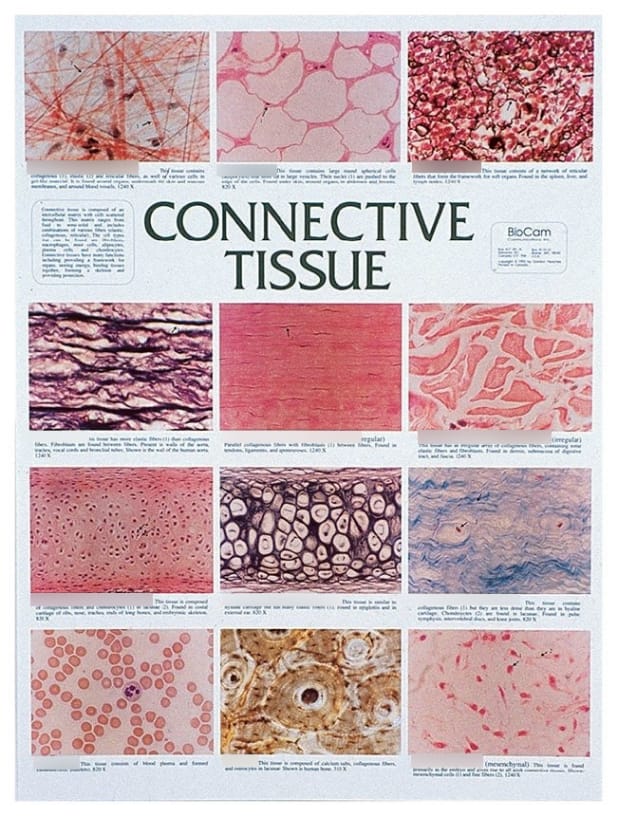 This tissue contains
collagenous (1), elastic (2) and reticular fibers, as well of various cells in
gel-like material. It is found around organs, underneath the skin and mucous
membranes, and around blood vessels. 1240 X
This tissue contains large round spherical cells
in large vesicles. Their nuclei (1) are pushed to the
edge of the cells. Found under skin, around organs, in abdomen and breasts.
820 X
This tissue consists of a network of reticular
fibers that form the framework for soft organs. Found in the spleen, liver, and
lymph nodes. 1240 X
Connective tissue is composed of an
intercellular matrix with cells scattered
throughout. This matrix ranges from
fluid to semi-solid and includes
combinations of various fibers (elastic,
collagenous, reticular). The cell types
that can be found are fibroblasts,
macrophages, mast cells, adipocytes,
plasma cells and chondrocytes.
Connective tissues have many functions
including providing a framework for
organs, storing energy, binding tissues
together, forming a skeleton and
providing protection.
CONNECTIVE
TISSUE
BioCam
Communications Inc.
tissue has more elastic fibers (1) than collagenous
fibers. Fibroblasts are found between fibers. Present in walls of the aorta,
trachea, vocal cords and bronchial tubes. Shown is the wall of the human aorta.
1240 X
regular)
Parallel collagenous fibers with fibroblasts (1) between fibers. Found in
tendons, ligaments, and aponeuroses. 1240 X
(irregular)
This tissue has an irregular array of collagenous fibers, containing some
elastic fibers and fibroblasts. Found in dermis, submucosa of digestive
tract, and fascia. 1240 X
This tissue is composed
of collagenous fibers and chondrocytes (1) in lacunae (2). Found in costal
cartilage of ribs, nose, trachea, ends of long bones, and embryonic skeleton.
820 X
This tissue is similar to
hyaline cartilage but has many elastic fibers (1). Found in epiglottis and in
external ear. 820 X
This tissue contains
collagenous fibers (1) but they are less dense than they are in hyaline
cartilage. Chondrocytes (2) are found in lacunae. Found in pubic
symphysis, intervertebral discs, and knee joints. 820 X
This tissue consists of blood plasma and formed
820 X
This tissue is composed of calcium salts, collagenous fibers,
and osteocytes in lacunae. Shown is human bone. 310 X
(mesenchymal) This tissue is found
primarily in the embryo and gives rise to all adult connective tissues. Shown:
mesenchymal cells (1) and fine fibers (2). 1240 X